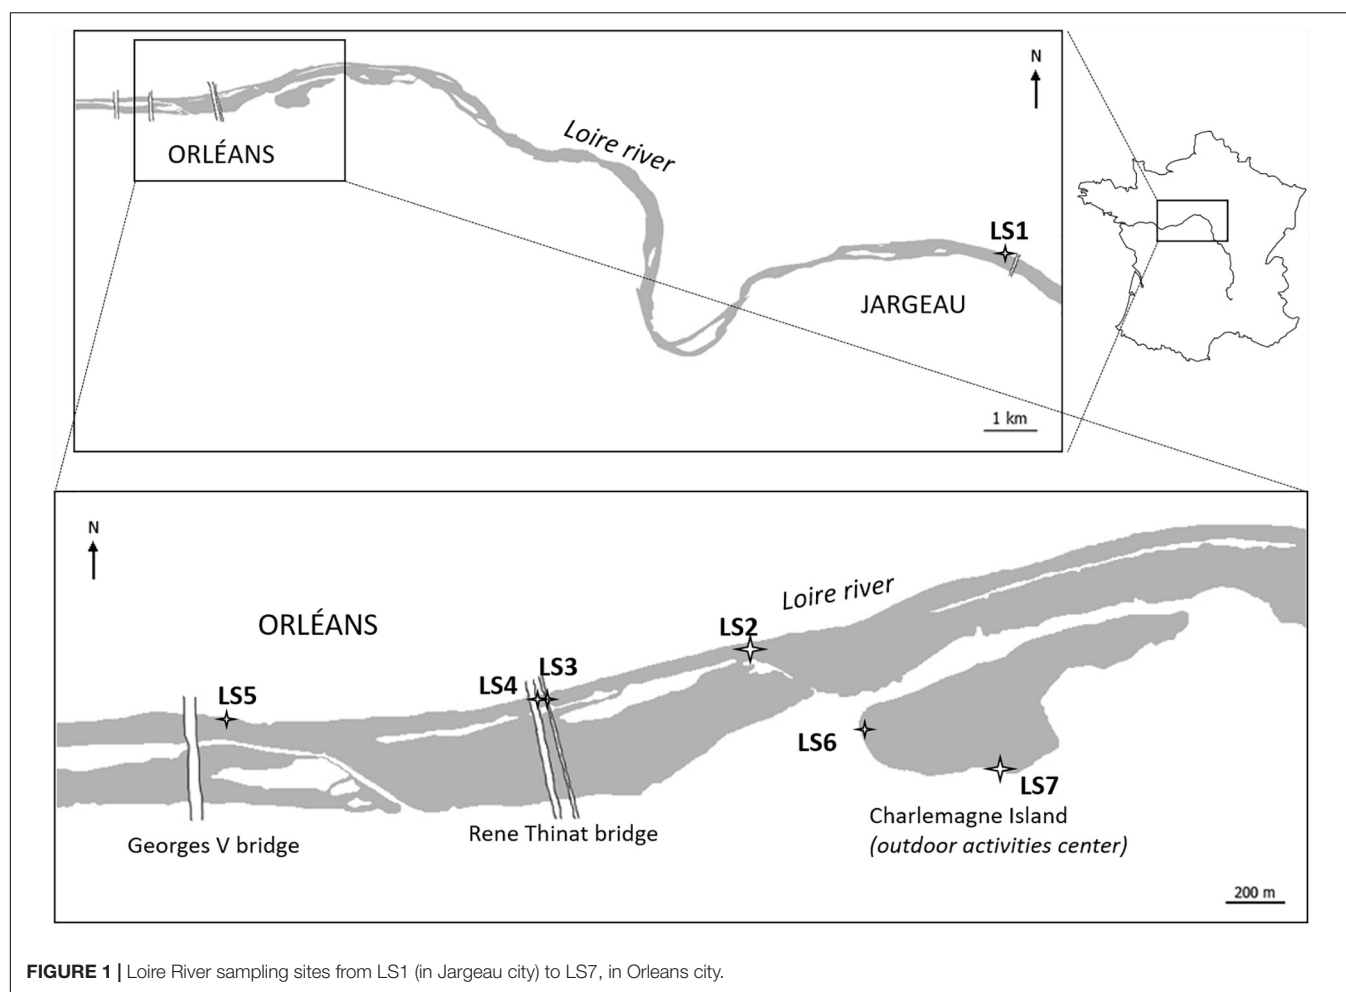 N
ORLÉANS
Loire river
LS1
JARGEAU
1 km
N
ORLÉANS
Loire river
LS2
LS3
LS4
LS5
LS6
LS7
Georges V bridge
Rene Thinat bridge
Charlemagne Island
(outdoor activities center)
200 m
FIGURE 1 | Loire River sampling sites from LS1 (in Jargeau city) to LS7, in Orleans city.